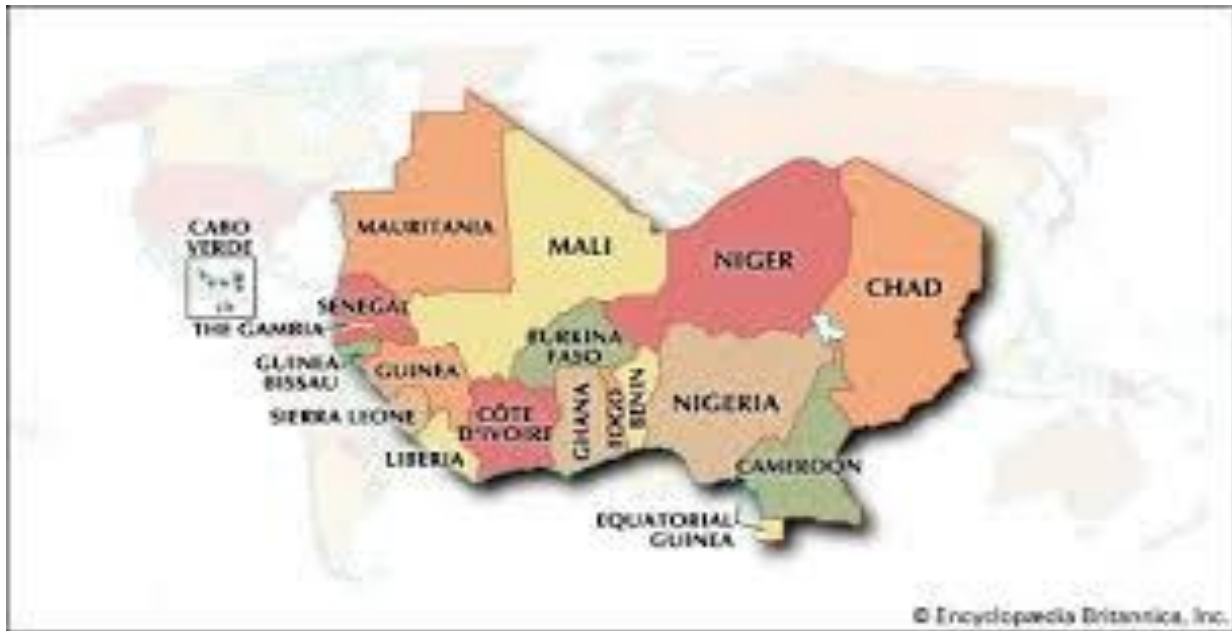 CABO
VERDE
MAURITANIA
MALI
NIGER
CHAD
SENEGAL
THE GAMBIA
GUINEA
BISSAU
GUINEA
BURKINA
FASO
SIERRA LEONE
CÔTE
D'IVOIRE
GHANA
TOGO
BENIN
NIGERIA
LIBERIA
CAMEROON
EQUATORIAL
GUINEA
© Encyclopædia Britannica, Inc.